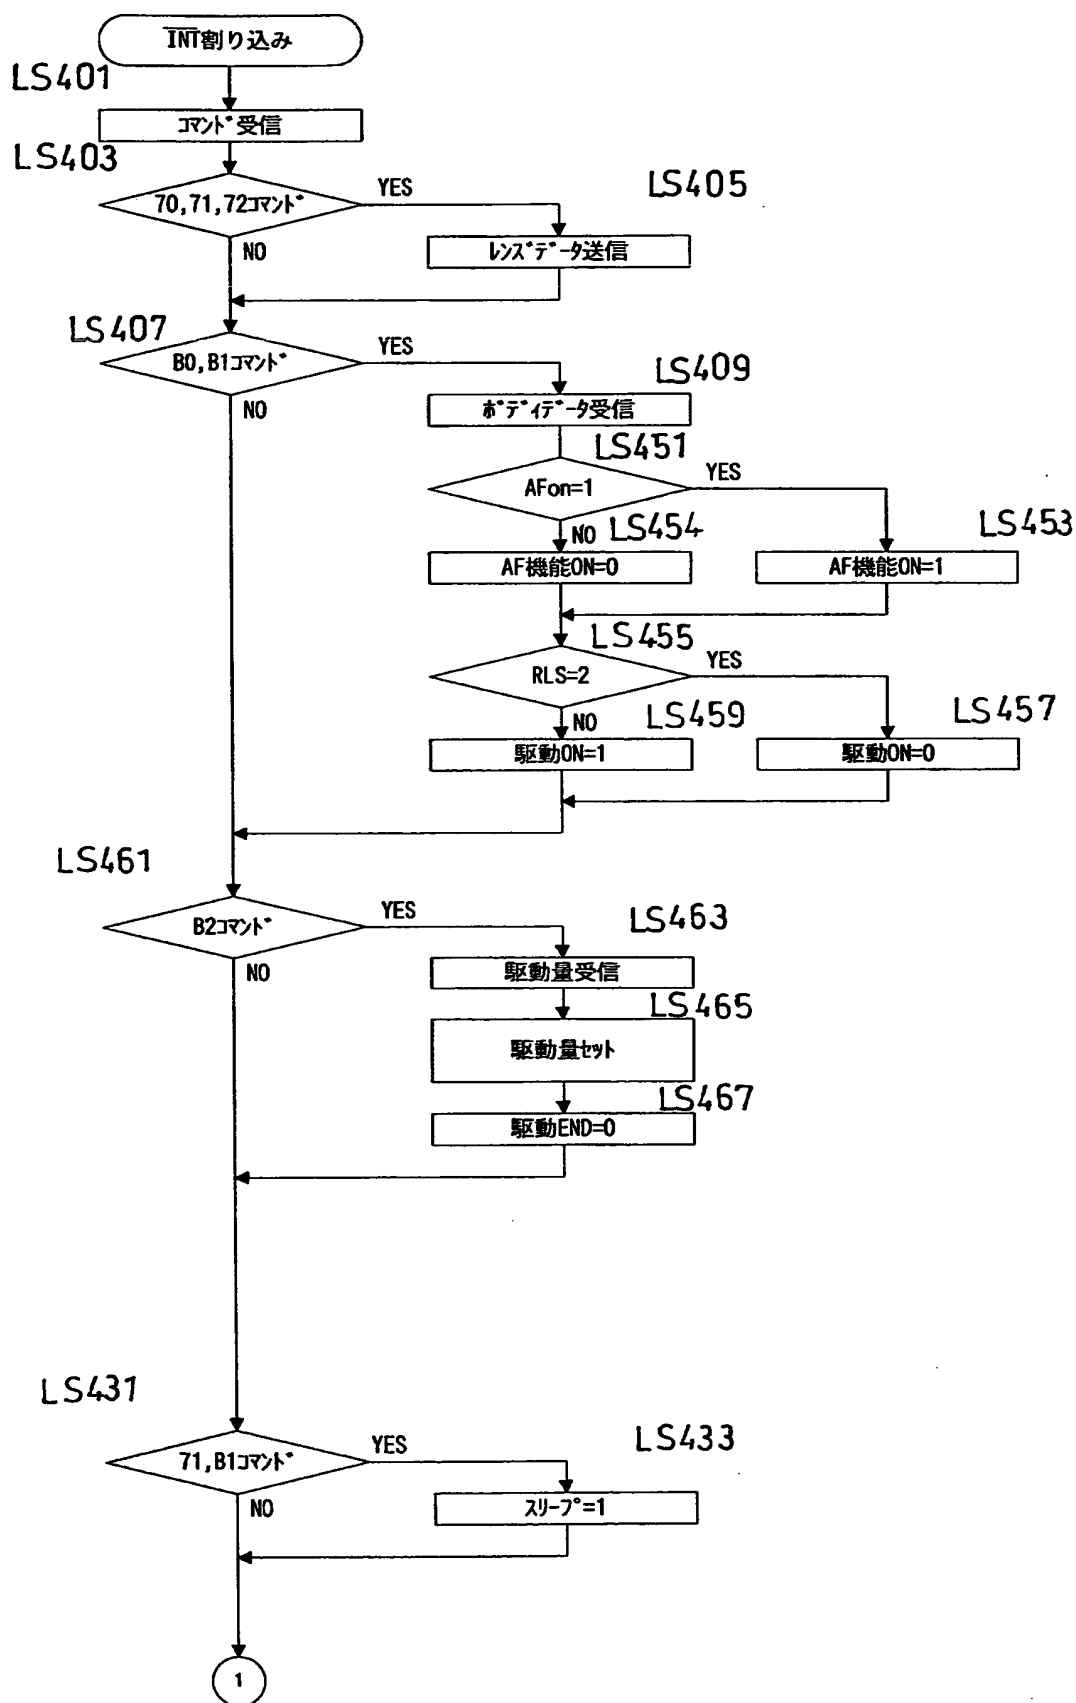 INT割り込み
LS401
コマンド受信
LS403
70,71,72コマンド
YES
LS405
NO
レンズデータ送信
LS407
B0,B1コマンド
YES
LS409
NO
ボディデータ受信
LS451
AFon=1
YES
NO
LS454
LS453
AF機能ON=0
AF機能ON=1
LS455
RLS=2
YES
NO
LS459
LS457
駆動ON=1
駆動ON=0
LS461
B2コマンド
YES
LS463
NO
駆動量受信
LS465
駆動量セット
LS467
駆動END=0
LS431
71,B1コマンド
YES
LS433
NO
スリープ=1
1